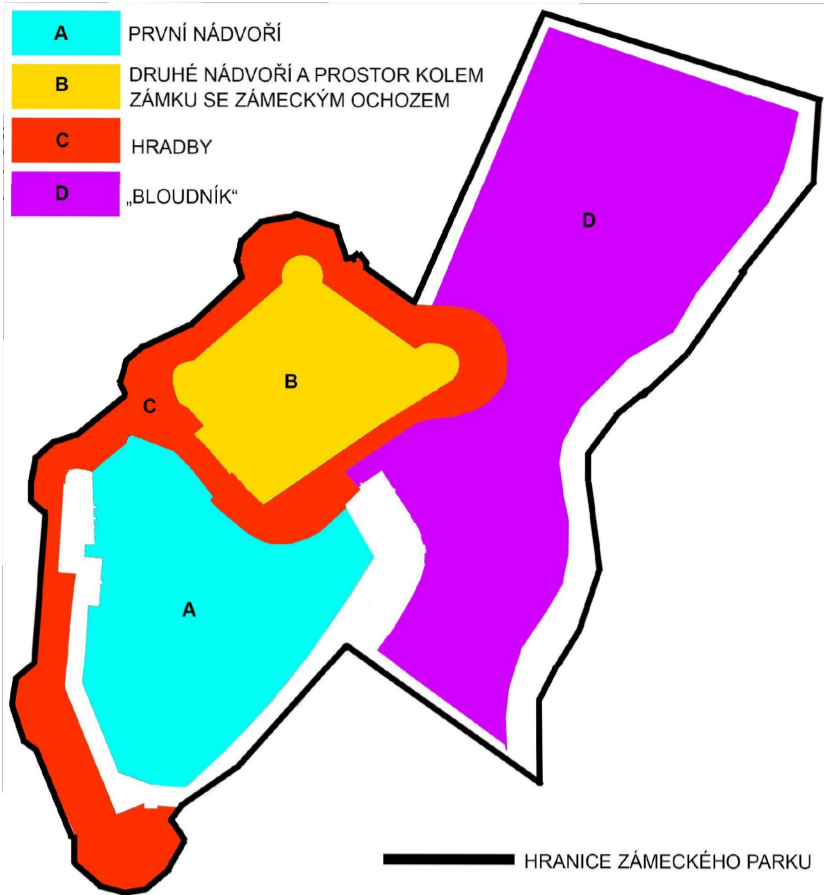 A PRVNÍ NÁDVOŘÍ
B DRUHÉ NÁDVOŘÍ A PROSTOR KOLEM
ZÁMKU SE ZÁMECKÝM OCHOZEM
C HRADBY
D „BLOUDNÍK“
D
B
C
A
HRANICE ZÁMECKÉHO PARKU